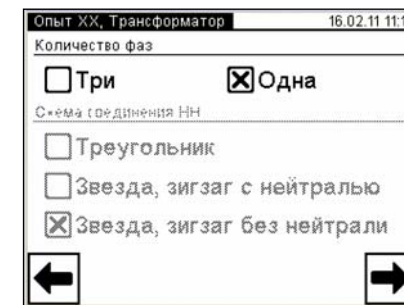 Опыт XX, Трансформатор 16.02.11 11:1
Количество фаз
Три Одна
Схема соединения НН
Треугольник
Звезда, зигзаг с нейтралью
Звезда, зигзаг без нейтрали